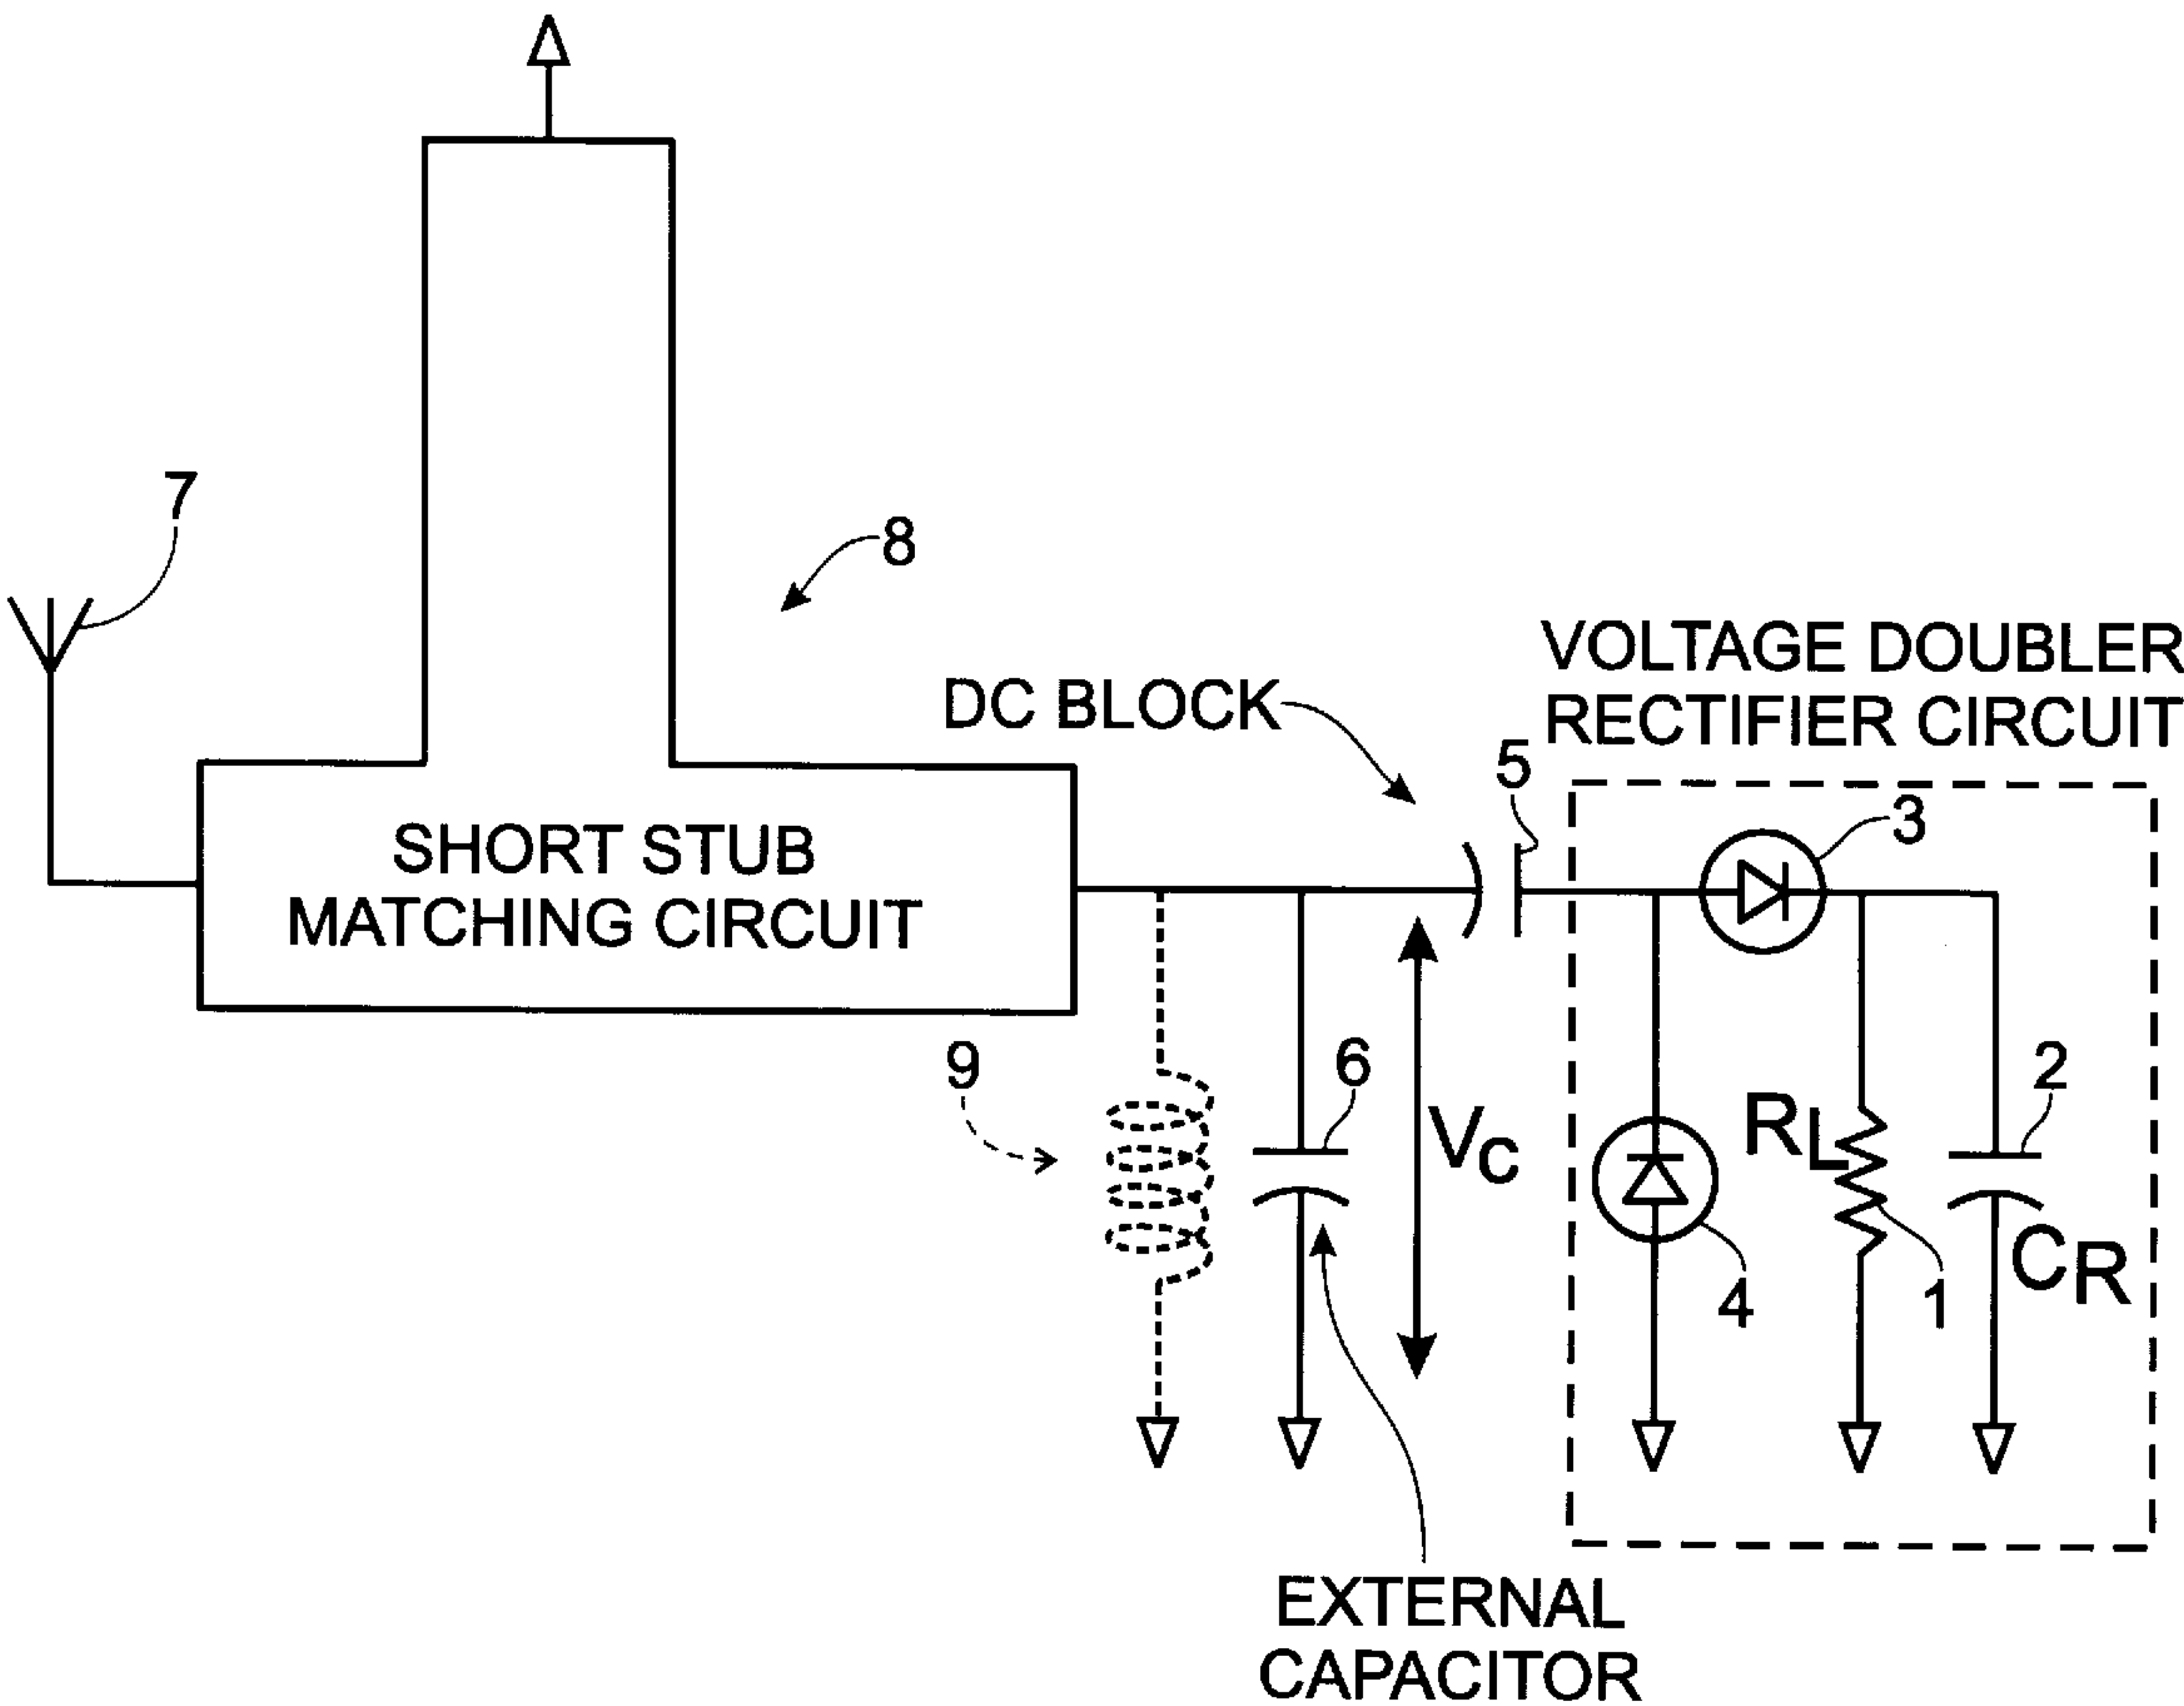 7
8
VOLTAGE DOUBLER
RECTIFIER CIRCUIT
DC BLOCK
5
3
SHORT STUB
MATCHING CIRCUIT
9
6
2
VC
RL
CR
4
1
EXTERNAL
CAPACITOR